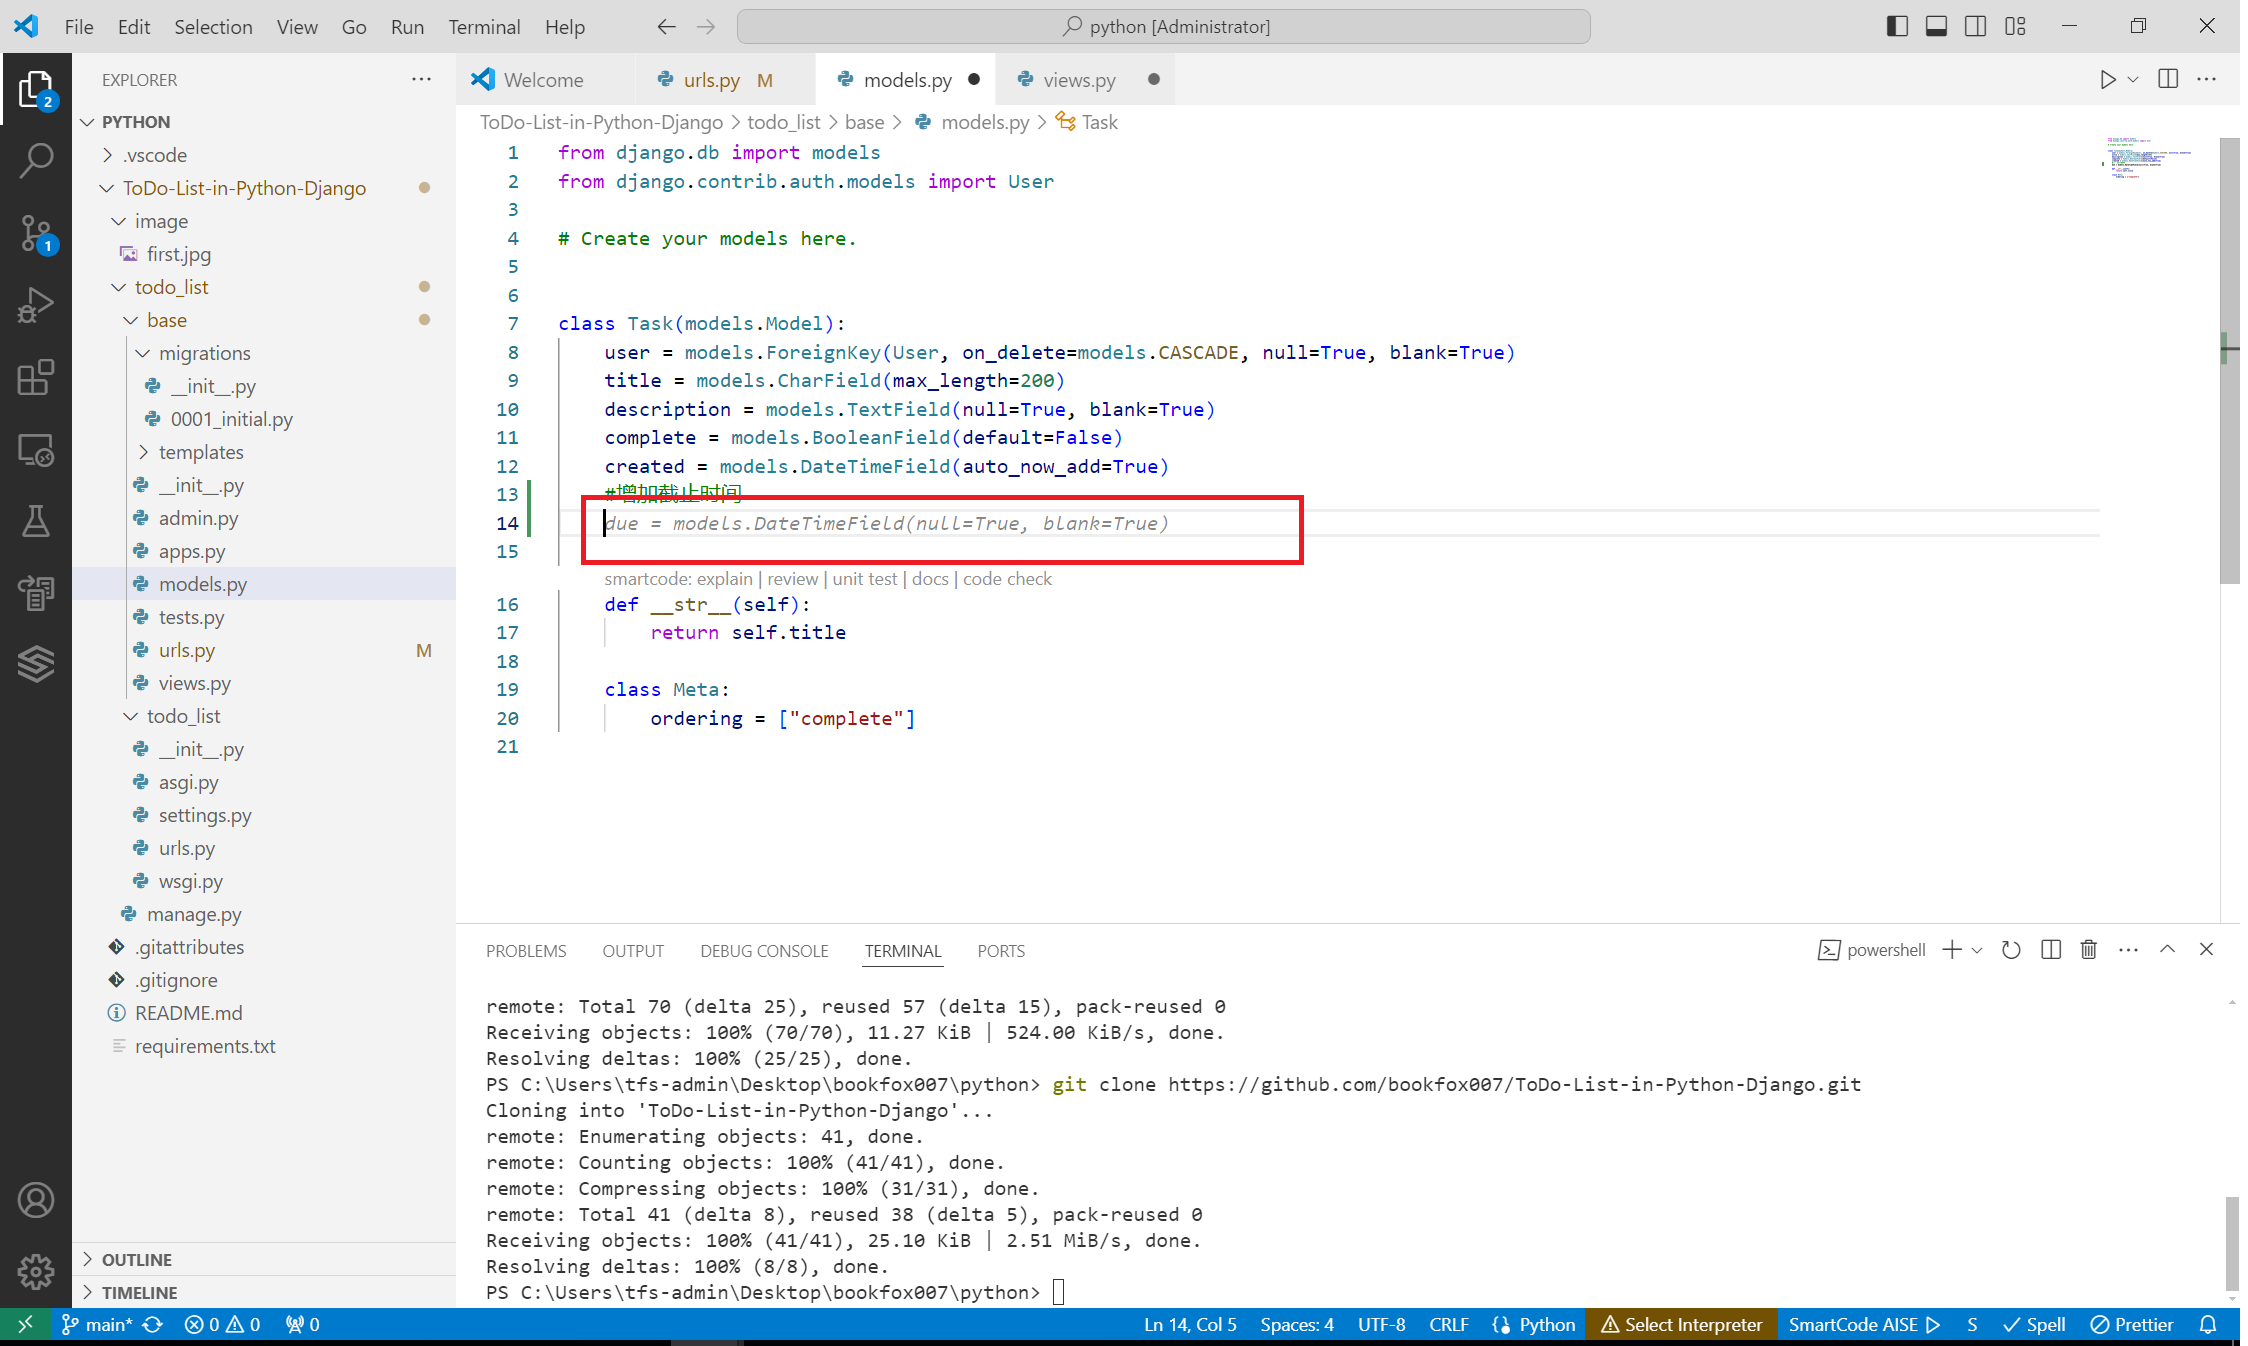 File Edit Selection View Go Run Terminal Help python [Administrator]
EXPLORER
Welcome urls.py M models.py views.py
2
1
PYTHON
.vscode
ToDo-List-in-Python-Django
image
first.jpg
todo_list
base
migrations
__init__.py
0001_initial.py
templates
__init__.py
admin.py
apps.py
models.py
tests.py
urls.py M
views.py
todo_list
__init__.py
asgi.py
settings.py
urls.py
wsgi.py
manage.py
.gitattributes
.gitignore
README.md
requirements.txt
OUTLINE
TIMELINE
ToDo-List-in-Python-Django > todo_list > base > models.py > Task
1 from django.db import models
2 from django.contrib.auth.models import User
3
4 # Create your models here.
5
6
7 class Task(models.Model):
8 user = models.ForeignKey(User, on_delete=models.CASCADE, null=True, blank=True)
9 title = models.CharField(max_length=200)
10 description = models.TextField(null=True, blank=True)
11 complete = models.BooleanField(default=False)
12 created = models.DateTimeField(auto_now_add=True)
13 #增加截止时间
14 due = models.DateTimeField(null=True, blank=True)
15
smartcode: explain | review | unit test | docs | code check
16 def __str__(self):
17 return self.title
18
19 class Meta:
20 ordering = ["complete"]
21
PROBLEMS OUTPUT DEBUG CONSOLE TERMINAL PORTS powershell
remote: Total 70 (delta 25), reused 57 (delta 15), pack-reused 0
Receiving objects: 100% (70/70), 11.27 KiB | 524.00 KiB/s, done.
Resolving deltas: 100% (25/25), done.
PS C:\Users\tfs-admin\Desktop\bookfox007\python> git clone https://github.com/bookfox007/ToDo-List-in-Python-Django.git
Cloning into 'ToDo-List-in-Python-Django'...
remote: Enumerating objects: 41, done.
remote: Counting objects: 100% (41/41), done.
remote: Compressing objects: 100% (31/31), done.
remote: Total 41 (delta 8), reused 38 (delta 5), pack-reused 0
Receiving objects: 100% (41/41), 25.10 KiB | 2.51 MiB/s, done.
Resolving deltas: 100% (8/8), done.
PS C:\Users\tfs-admin\Desktop\bookfox007\python>
main* 0 0 0 Ln 14, Col 5 Spaces: 4 UTF-8 CRLF Python Select Interpreter SmartCode AISE S Spell Prettier